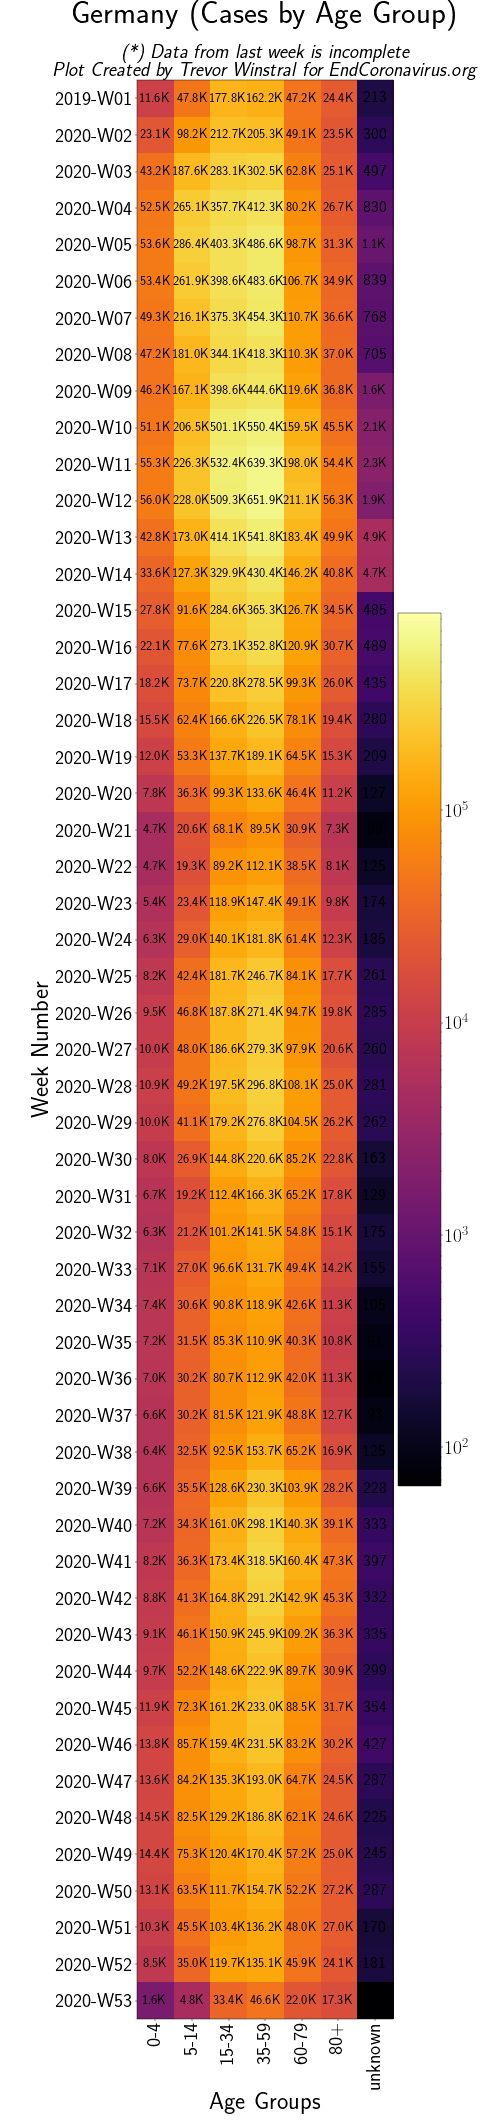 Germany (Cases by Age Group)
(*) Data from last week is incomplete
Plot Created by Trevor Winstral for EndCoronavirus.org
2019-W01 11.6K 47.8K 177.8K 162.2K 47.2K 24.4K 213
2020-W02 23.1K 98.2K 212.7K 205.3K 49.1K 23.5K 300
2020-W03 43.2K 187.6K 283.1K 302.5K 62.8K 25.1K 497
2020-W04 52.5K 265.1K 357.7K 412.3K 80.2K 26.7K 830
2020-W05 53.6K 286.4K 403.3K 486.6K 98.7K 31.3K 1.1K
2020-W06 53.4K 261.9K 398.6K 483.6K 106.7K 34.9K 839
2020-W07 49.3K 216.1K 375.3K 454.3K 110.7K 36.6K 768
2020-W08 47.2K 181.0K 344.1K 418.3K 110.3K 37.0K 705
2020-W09 46.2K 167.1K 398.6K 444.6K 119.6K 36.8K 1.6K
2020-W10 51.1K 206.5K 501.1K 550.4K 159.5K 45.5K 2.1K
2020-W11 55.3K 226.3K 532.4K 639.3K 198.0K 54.4K 2.3K
2020-W12 56.0K 228.0K 509.3K 651.9K 211.1K 56.3K 1.9K
2020-W13 42.8K 173.0K 414.1K 541.8K 183.4K 49.9K 4.9K
2020-W14 33.6K 127.3K 329.9K 430.4K 146.2K 40.8K 4.7K
2020-W15 27.8K 91.6K 284.6K 365.3K 126.7K 34.5K 485
2020-W16 22.1K 77.6K 273.1K 352.8K 120.9K 30.7K 489
2020-W17 18.2K 73.7K 220.8K 278.5K 99.3K 26.0K 435
2020-W18 15.5K 62.4K 166.6K 226.5K 78.1K 19.4K 280
2020-W19 12.0K 53.3K 137.7K 189.1K 64.5K 15.3K 209
2020-W20 7.8K 36.3K 99.3K 133.6K 46.4K 11.2K 127
2020-W21 4.7K 20.6K 68.1K 89.5K 30.9K 7.3K
2020-W22 4.7K 19.3K 89.2K 112.1K 38.5K 8.1K 125
2020-W23 5.4K 23.4K 118.9K 147.4K 49.1K 9.8K 174
2020-W24 6.3K 29.0K 140.1K 181.8K 61.4K 12.3K 185
2020-W25 8.2K 42.4K 181.7K 246.7K 84.1K 17.7K 261
2020-W26 9.5K 46.8K 187.8K 271.4K 94.7K 19.8K 285
2020-W27 10.0K 48.0K 186.6K 279.3K 97.9K 20.6K 260
2020-W28 10.9K 49.2K 197.5K 296.8K 108.1K 25.0K 281
2020-W29 10.0K 41.1K 179.2K 276.8K 104.5K 26.2K 262
2020-W30 8.0K 26.9K 144.8K 220.6K 85.2K 22.8K 163
2020-W31 6.7K 19.2K 112.4K 166.3K 65.2K 17.8K 129
2020-W32 6.3K 21.2K 101.2K 141.5K 54.8K 15.1K 175
2020-W33 7.1K 27.0K 96.6K 131.7K 49.4K 14.2K 155
2020-W34 7.4K 30.6K 90.8K 118.9K 42.6K 11.3K 105
2020-W35 7.2K 31.5K 85.3K 110.9K 40.3K 10.8K
2020-W36 7.0K 30.2K 80.7K 112.9K 42.0K 11.3K
2020-W37 6.6K 30.2K 81.5K 121.9K 48.8K 12.7K
2020-W38 6.4K 32.5K 92.5K 153.7K 65.2K 16.9K 125
2020-W39 6.6K 35.5K 128.6K 230.3K 103.9K 28.2K 228
2020-W40 7.2K 34.3K 161.0K 298.1K 140.3K 39.1K 333
2020-W41 8.2K 36.3K 173.4K 318.5K 160.4K 47.3K 397
2020-W42 8.8K 41.3K 164.8K 291.2K 142.9K 45.3K 332
2020-W43 9.1K 46.1K 150.9K 245.9K 109.2K 36.3K 335
2020-W44 9.7K 52.2K 148.6K 222.9K 89.7K 30.9K 299
2020-W45 11.9K 72.3K 161.2K 233.0K 88.5K 31.7K 354
2020-W46 13.8K 85.7K 159.4K 231.5K 83.2K 30.2K 427
2020-W47 13.6K 84.2K 135.3K 193.0K 64.7K 24.5K 287
2020-W48 14.5K 82.5K 129.2K 186.8K 62.1K 24.6K 225
2020-W49 14.4K 75.3K 120.4K 170.4K 57.2K 25.0K 245
2020-W50 13.1K 63.5K 111.7K 154.7K 52.2K 27.2K 287
2020-W51 10.3K 45.5K 103.4K 136.2K 48.0K 27.0K 170
2020-W52 8.5K 35.0K 119.7K 135.1K 45.9K 24.1K 181
2020-W53 1.6K 4.8K 33.4K 46.6K 22.0K 17.3K
0-4 5-14 15-34 35-59 60-79 80+ unknown
Age Groups
Week Number
10^5
10^4
10^3
10^2